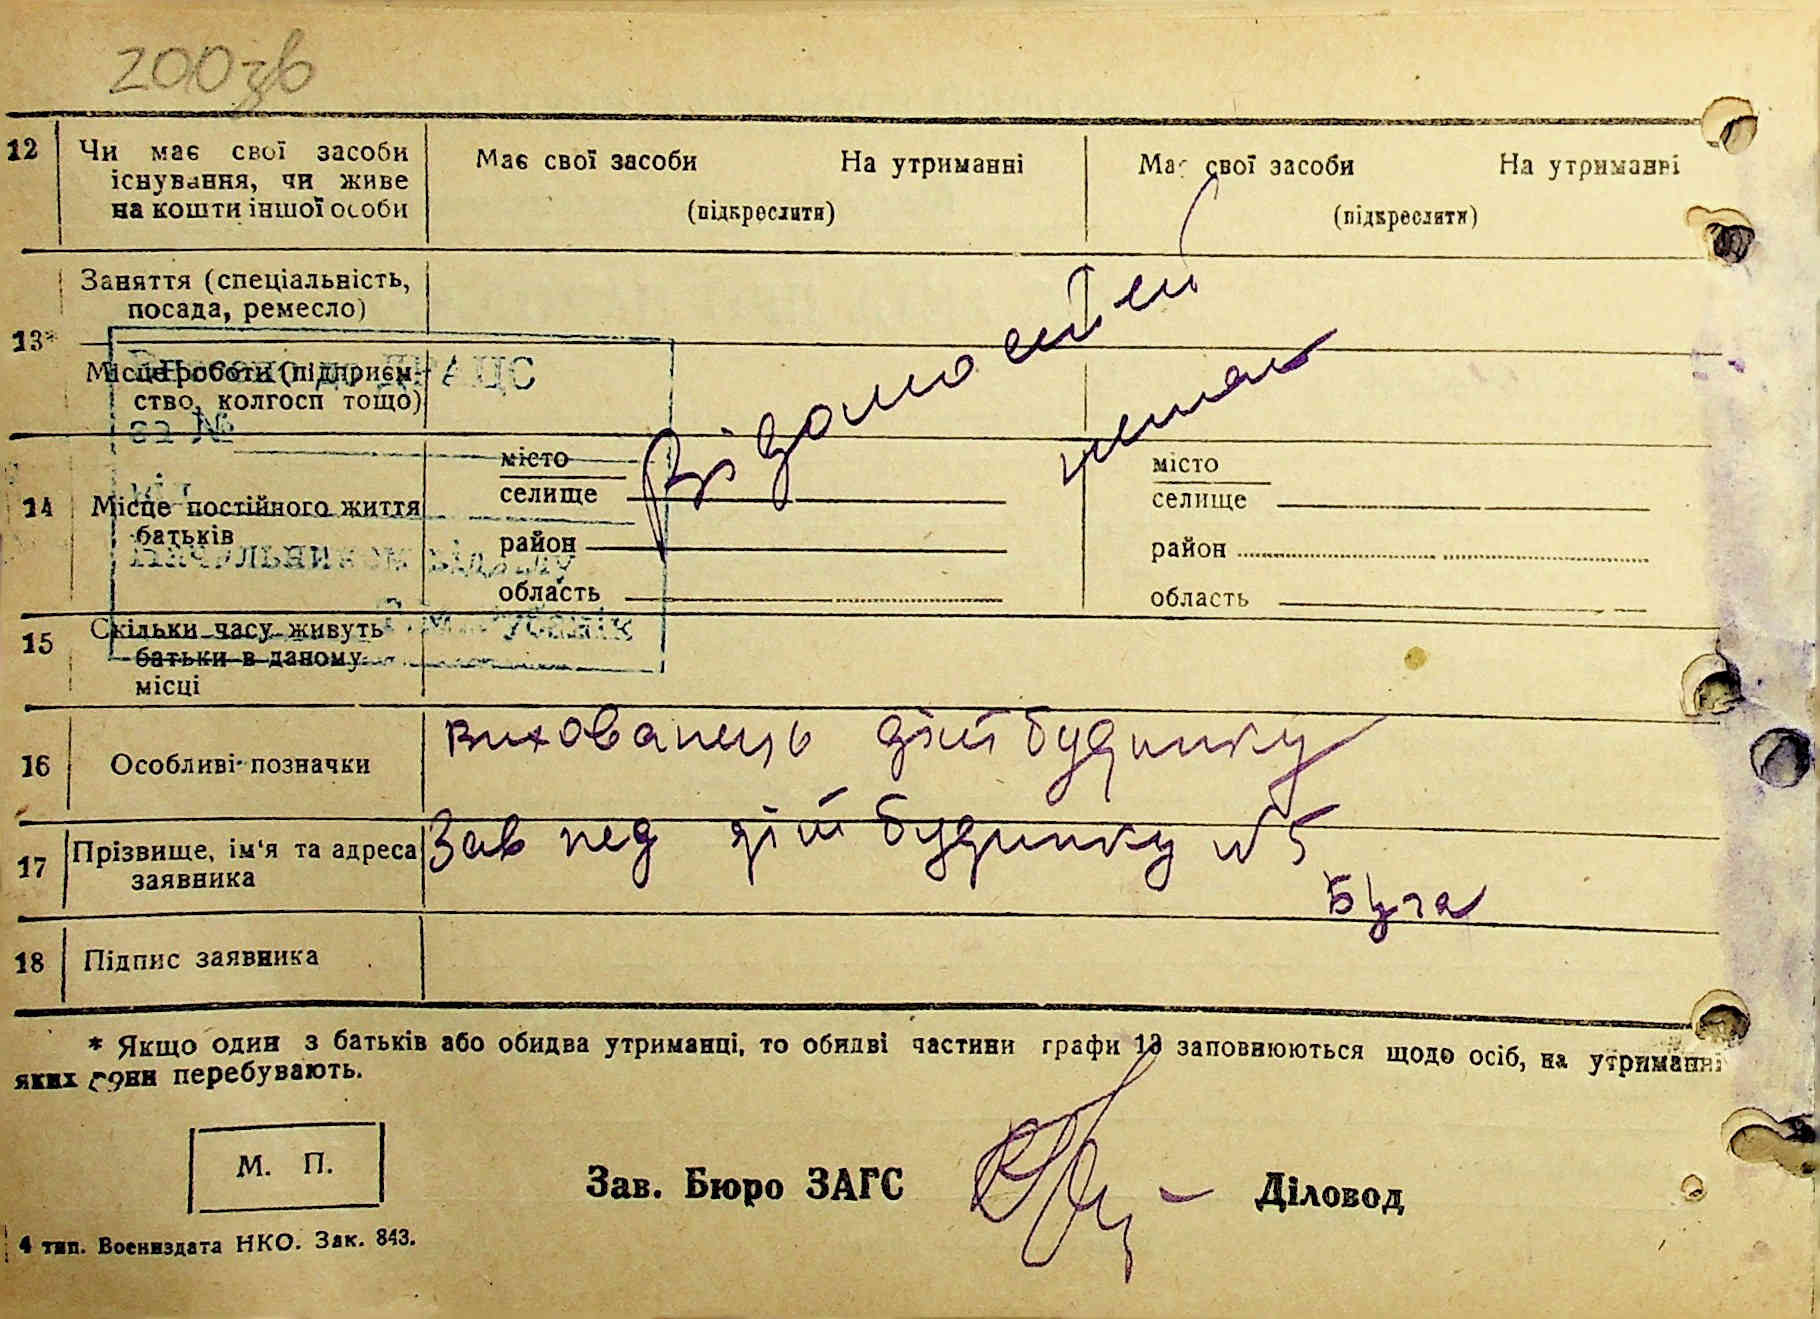 200зв
12 Чи має свої засоби існування, чи живе на кошти іншої особи
Має свої засоби На утриманні
(підкреслити)
Має свої засоби На утриманні
(підкреслити)
13* Заняття (спеціальність, посада, ремесло)
Місце роботи (підприємство, колгосп тощо)
ДРАЦС
за №
Відомостей
немає
14 Місце постійного життя батьків
місто
селище
район
область
місто
селище
район
область
15 Скільки часу живуть батьки в даному місці
16 Особливі позначки
вихованець дітбудинку
17 Прізвище, ім'я та адреса заявника
Зав пед дітбудинку №5
Буча
18 Підпис заявника
* Якщо один з батьків або обидва утриманці, то обидві частини графи 13 заповнюються щодо осіб, на утриманні
яких вони перебувають.
М. П.
Зав. Бюро ЗАГС
Діловод
4 тип. Воениздата НКО. Зак. 843.